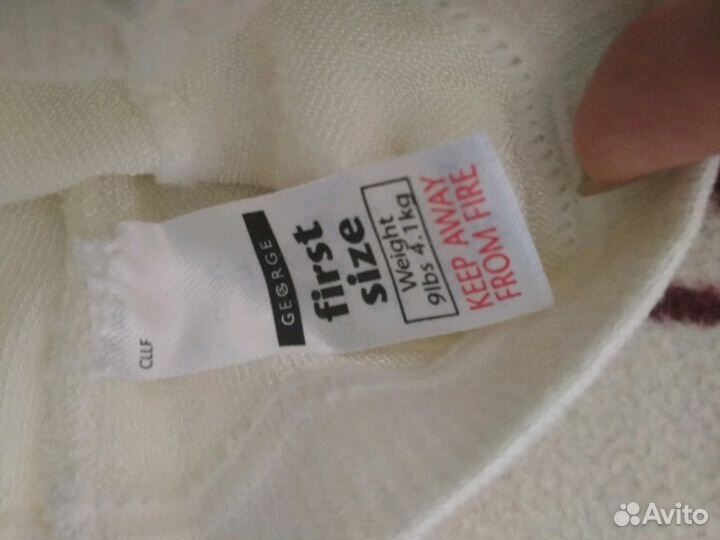 GEORGE
first
size
Weight
9lbs 4.1kg
KEEP AWAY
FROM FIRE
CLLF
Avito